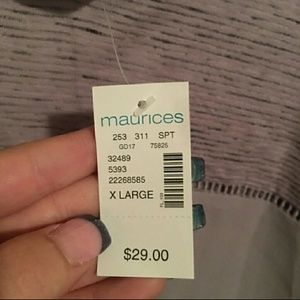 maurices
253 311 SPT
GD17 75825
32489
5393
22268585
X LARGE
$29.00